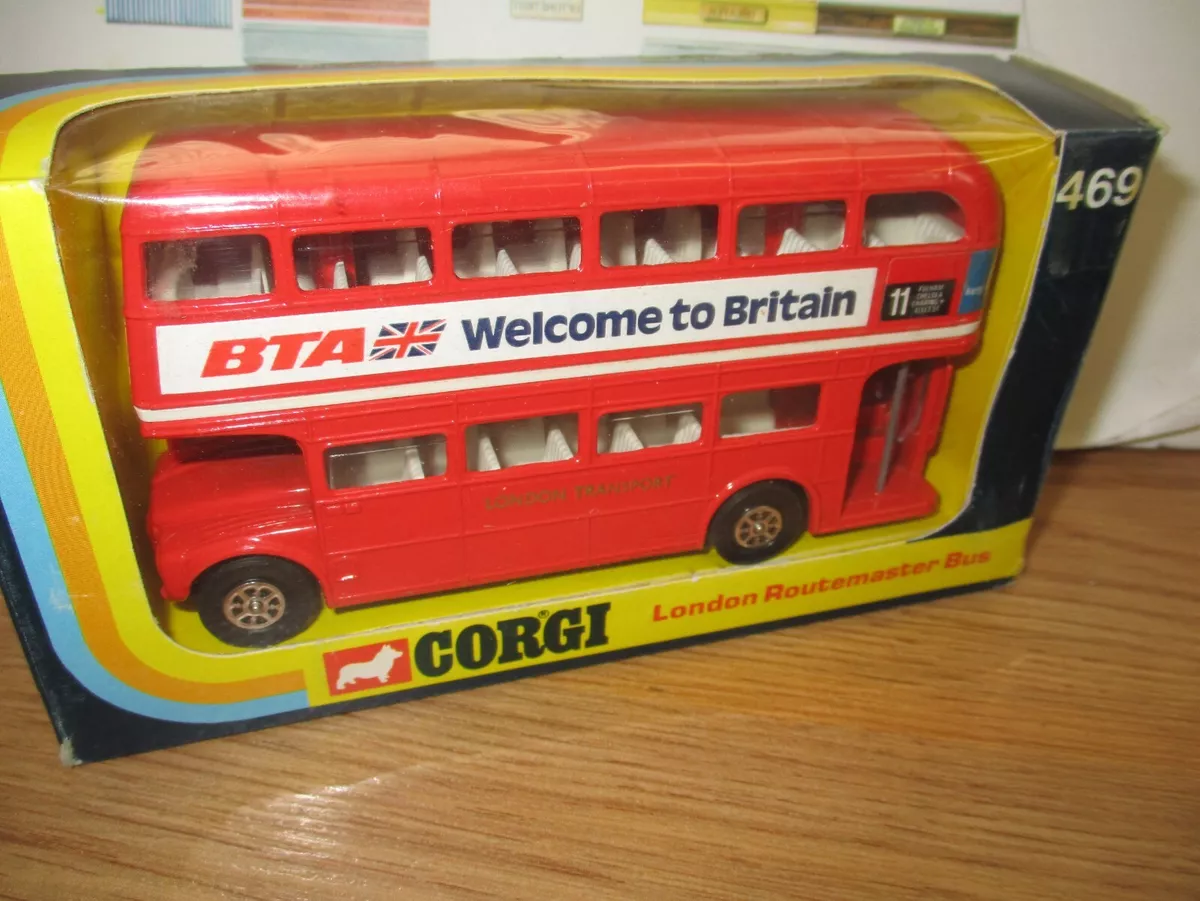 469
BTA Welcome to Britain
11
LONDON TRANSPORT
CORGI®
London Routemaster Bus